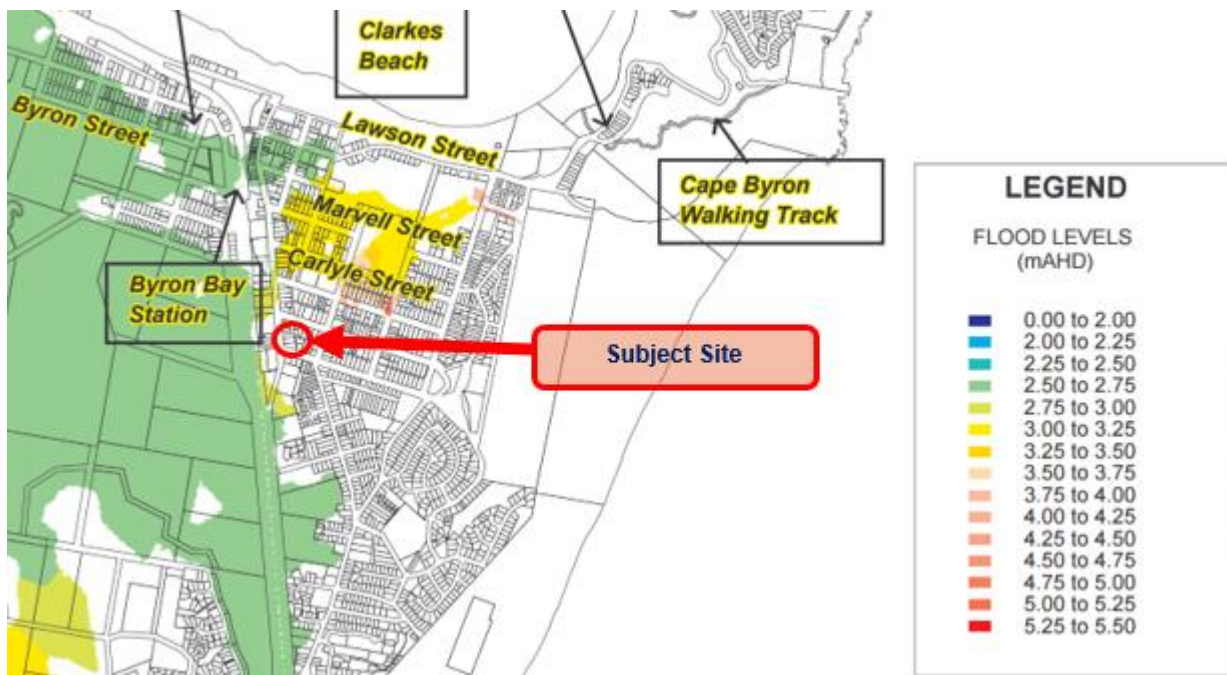 Clarkes
Beach
Byron Street
Lawson Street
Marvell Street
Carlyle Street
Cape Byron
Walking Track
Byron Bay
Station
Subject Site
LEGEND
FLOOD LEVELS
(mAHD)
0.00 to 2.00
2.00 to 2.25
2.25 to 2.50
2.50 to 2.75
2.75 to 3.00
3.00 to 3.25
3.25 to 3.50
3.50 to 3.75
3.75 to 4.00
4.00 to 4.25
4.25 to 4.50
4.50 to 4.75
4.75 to 5.00
5.00 to 5.25
5.25 to 5.50